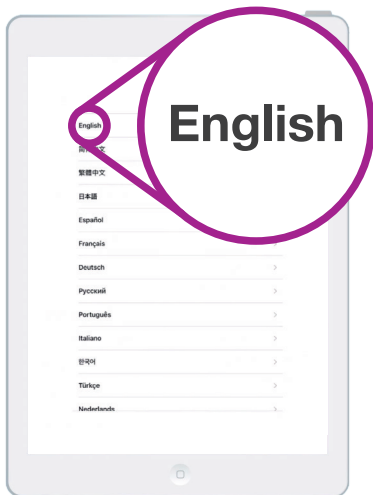 English
English
繁體中文
日本語
Español
Français
Deutsch
Русский
Português
Italiano
한국어
Türkçe
Nederlands